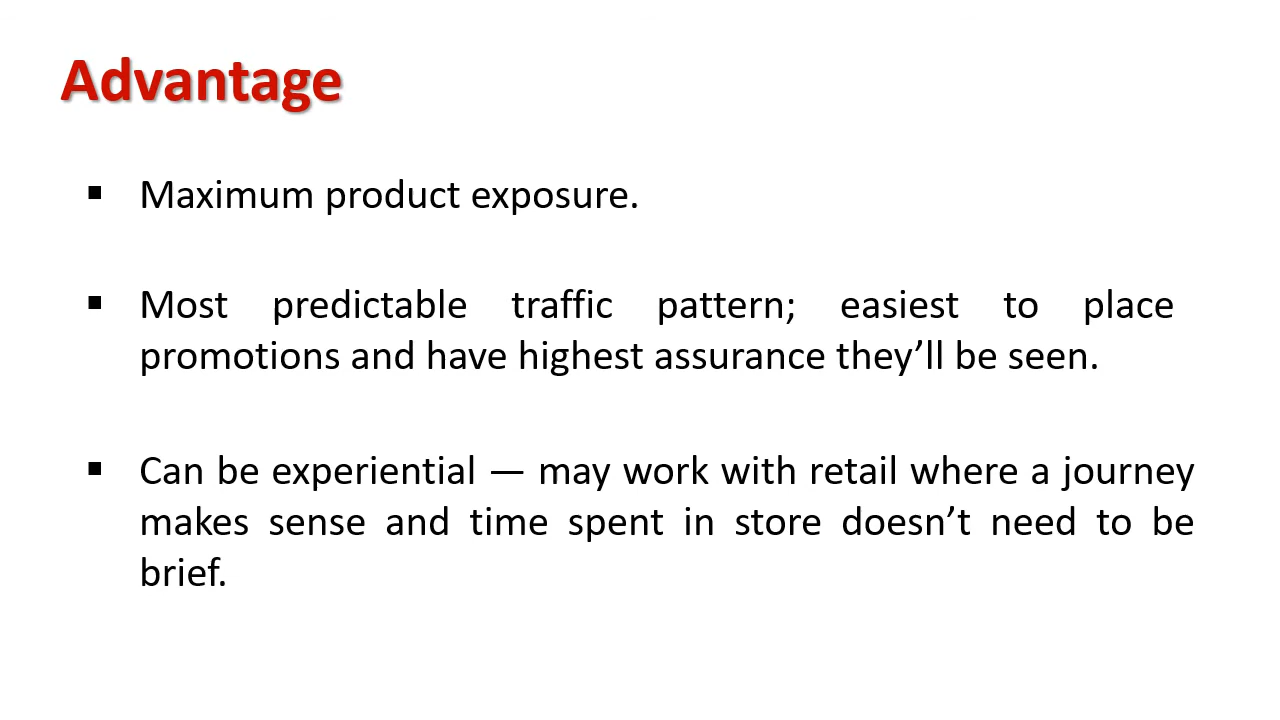 Advantage
▪ Maximum product exposure.
▪ Most predictable traffic pattern; easiest to place
promotions and have highest assurance they’ll be seen.
▪ Can be experiential — may work with retail where a journey
makes sense and time spent in store doesn’t need to be
brief.